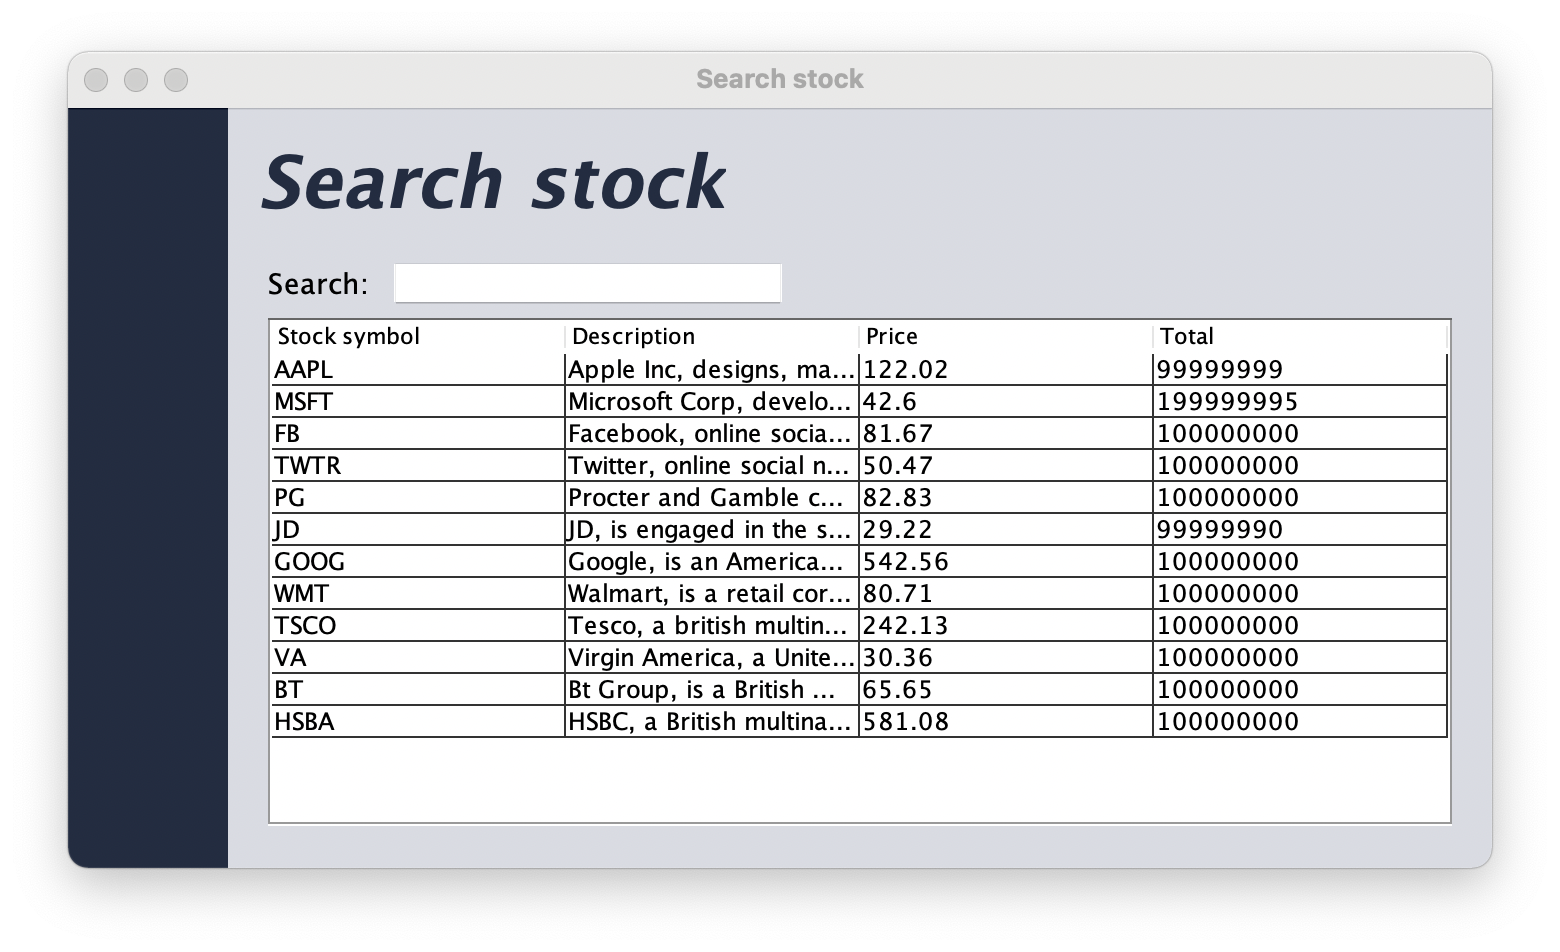 Search stock
Search stock
Search:
Stock symbol Description Price Total
AAPL Apple Inc, designs, ma... 122.02 99999999
MSFT Microsoft Corp, develo... 42.6 199999995
FB Facebook, online socia... 81.67 100000000
TWTR Twitter, online social n... 50.47 100000000
PG Procter and Gamble c... 82.83 100000000
JD JD, is engaged in the s... 29.22 99999990
GOOG Google, is an America... 542.56 100000000
WMT Walmart, is a retail cor... 80.71 100000000
TSCO Tesco, a british multin... 242.13 100000000
VA Virgin America, a Unite... 30.36 100000000
BT Bt Group, is a British ... 65.65 100000000
HSBA HSBC, a British multina... 581.08 100000000